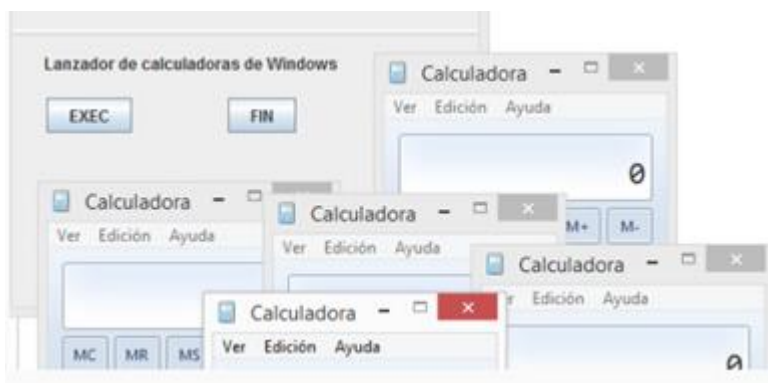 Lanzador de calculadoras de Windows
EXEC
FIN
Calculadora
Ver Edición Ayuda
0
M+ M-
Calculadora
Ver Edición Ayuda
MC MR MS
Calculadora
Ver Edición Ayuda
Calculadora
Edición Ayuda
0
Calculadora
Ver Edición Ayuda